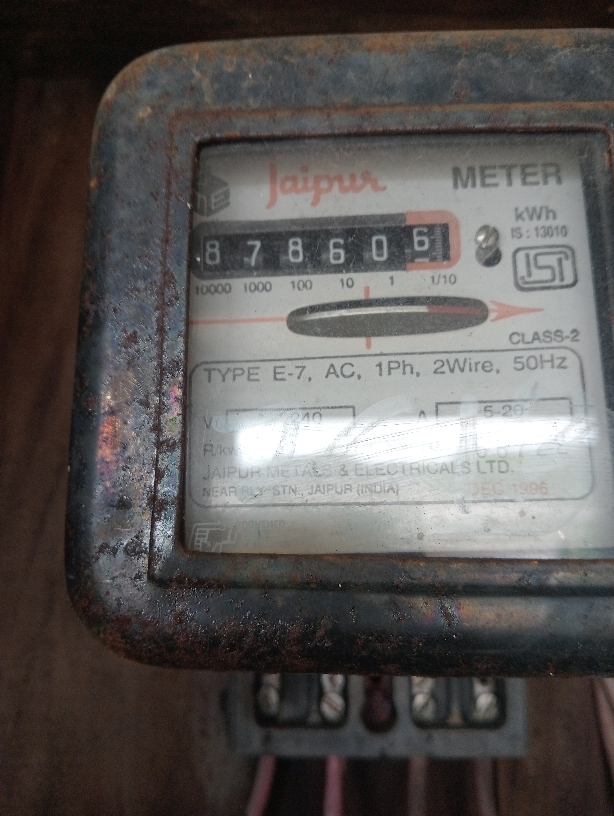 Jaipur METER
kWh
IS : 13010
8 7 8 6 0 6
10000 1000 100 10 1 1/10
ISI
CLASS-2
TYPE E-7, AC, 1Ph, 2Wire, 50Hz
V 240 A 5-20
JAIPUR METALS & ELECTRICALS LTD.
NEAR RLY. STN., JAIPUR (INDIA) DEC 1996